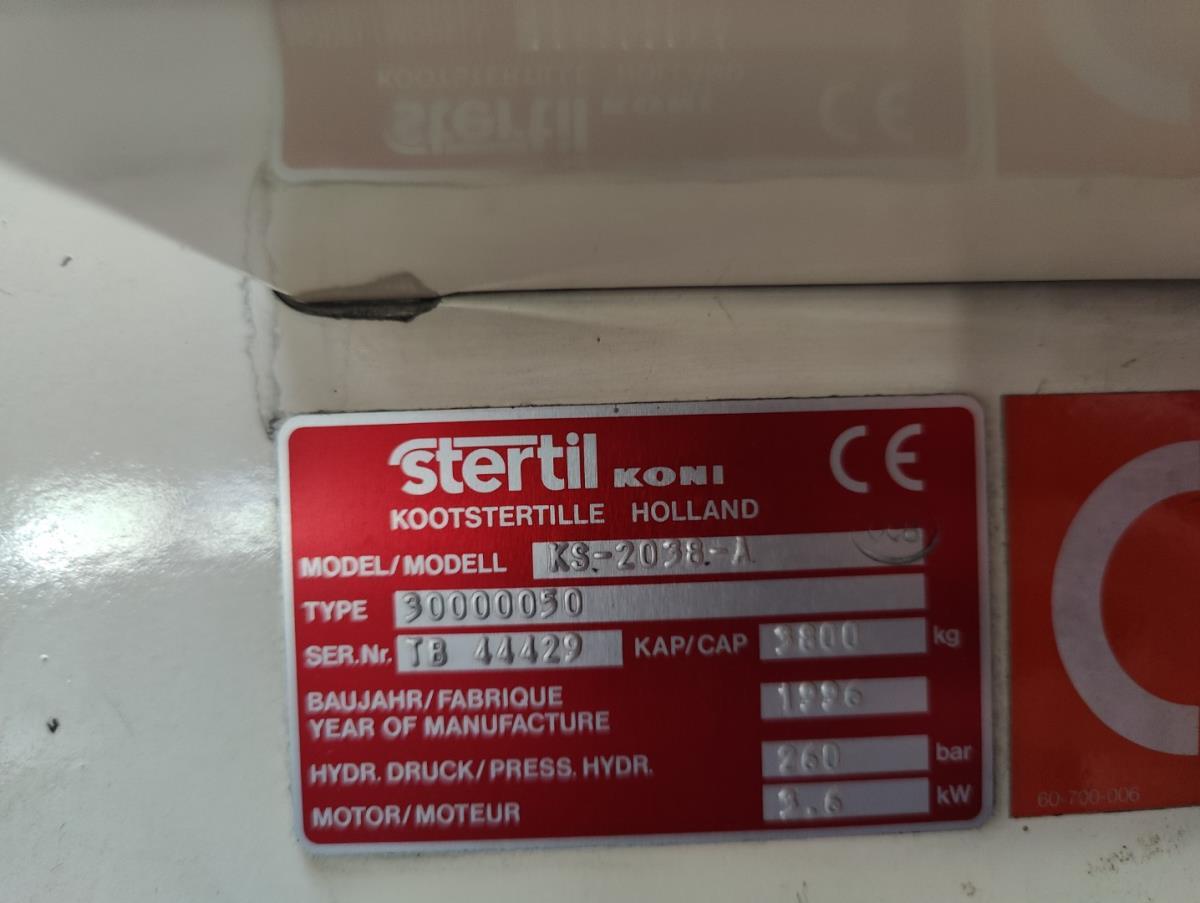 stertil KONI CE
KOOTSTERTILLE HOLLAND
MODEL/MODELL KS-2038-A
TYPE 30000050
SER.Nr. TB 44429 KAP/CAP 3800 kg
BAUJAHR/FABRIQUE
YEAR OF MANUFACTURE 1996
HYDR. DRUCK/PRESS. HYDR. 260 bar
MOTOR/MOTEUR 3.6 kW
60-700-006